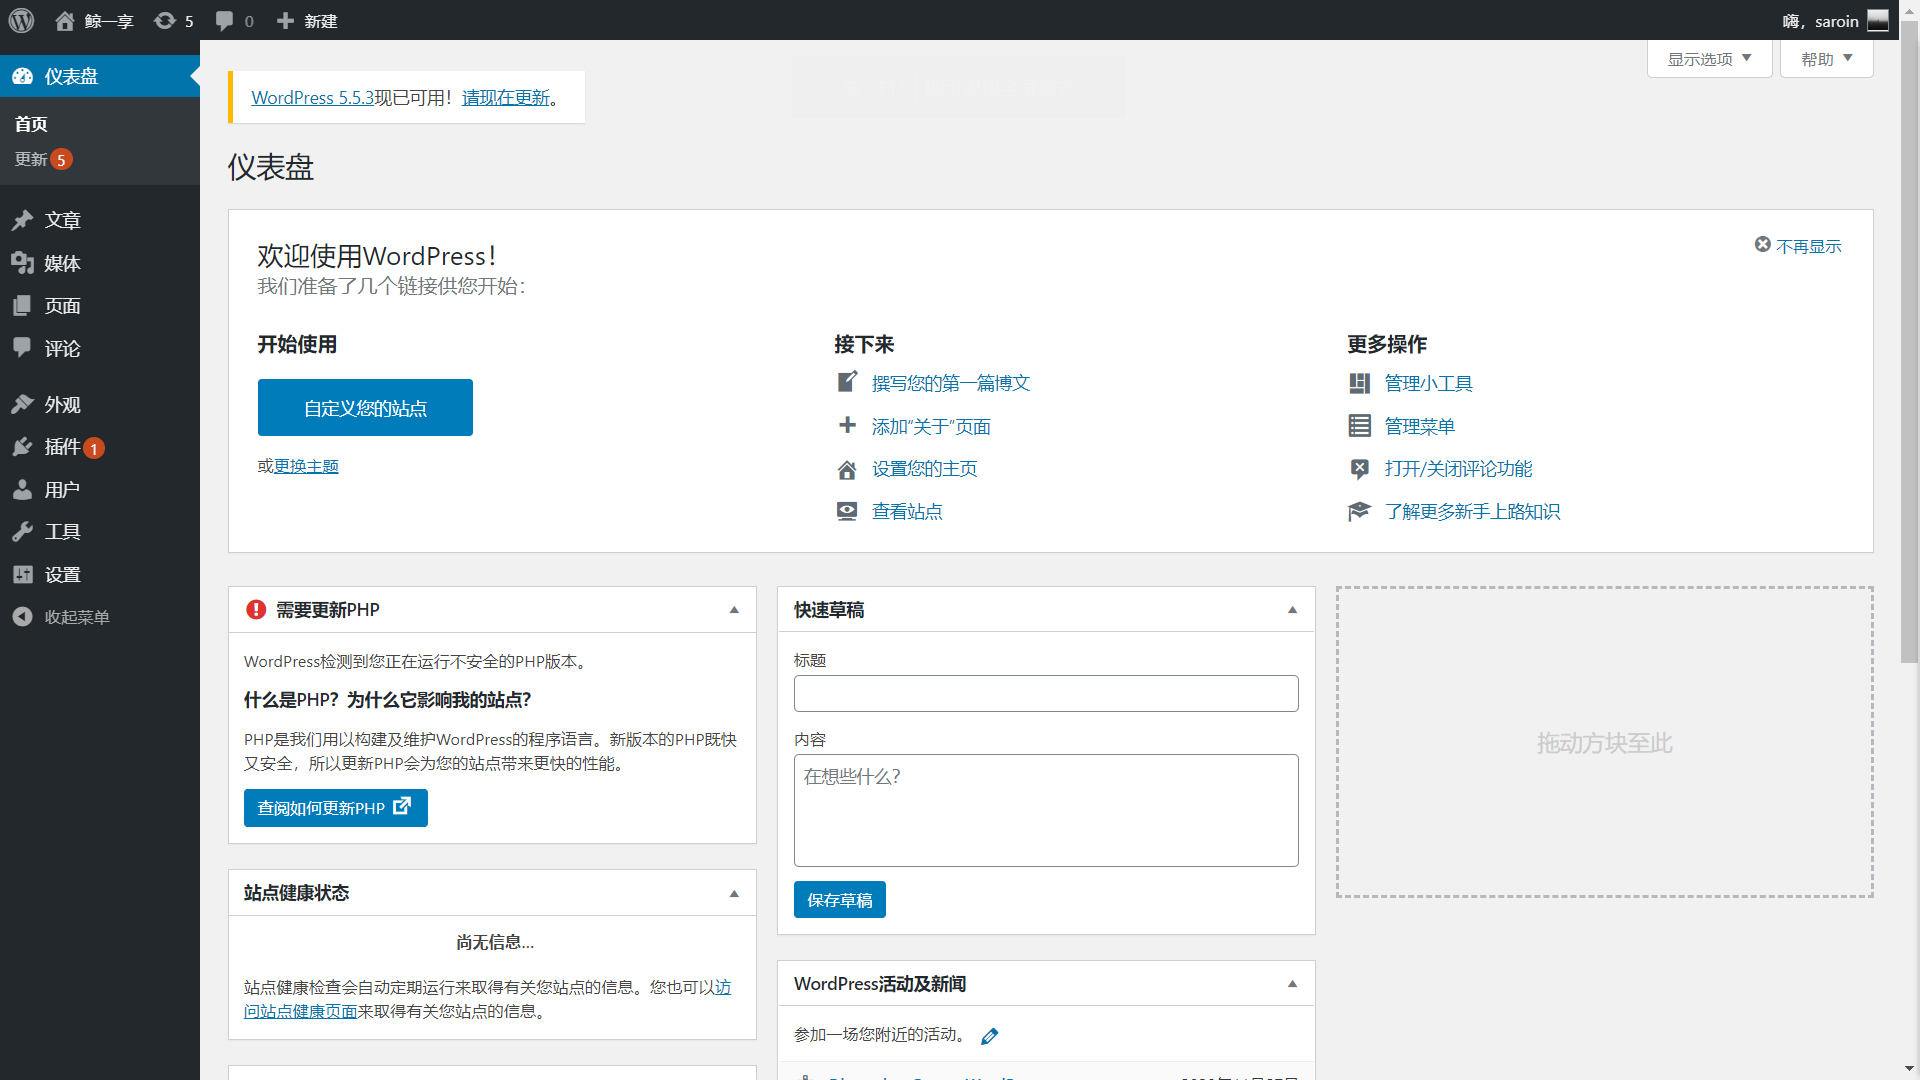 鲸一享
5
0
新建
嗨，saroin
仪表盘
首页
更新 5
文章
媒体
页面
评论
外观
插件 1
用户
工具
设置
收起菜单
显示选项
帮助
WordPress 5.5.3现已可用！请现在更新。
仪表盘
欢迎使用WordPress！
我们准备了几个链接供您开始：
不再显示
开始使用
自定义您的站点
或更换主题
接下来
撰写您的第一篇博文
添加“关于”页面
设置您的主页
查看站点
更多操作
管理小工具
管理菜单
打开/关闭评论功能
了解更多新手上路知识
需要更新PHP
WordPress检测到您正在运行不安全的PHP版本。
什么是PHP？为什么它影响我的站点？
PHP是我们用以构建及维护WordPress的程序语言。新版本的PHP既快
又安全，所以更新PHP会为您的站点带来更快的性能。
查阅如何更新PHP
站点健康状态
尚无信息…
站点健康检查会自动定期运行来取得有关您站点的信息。您也可以访
问站点健康页面来取得有关您站点的信息。
快速草稿
标题
内容
在想些什么？
保存草稿
WordPress活动及新闻
参加一场您附近的活动。
拖动方块至此